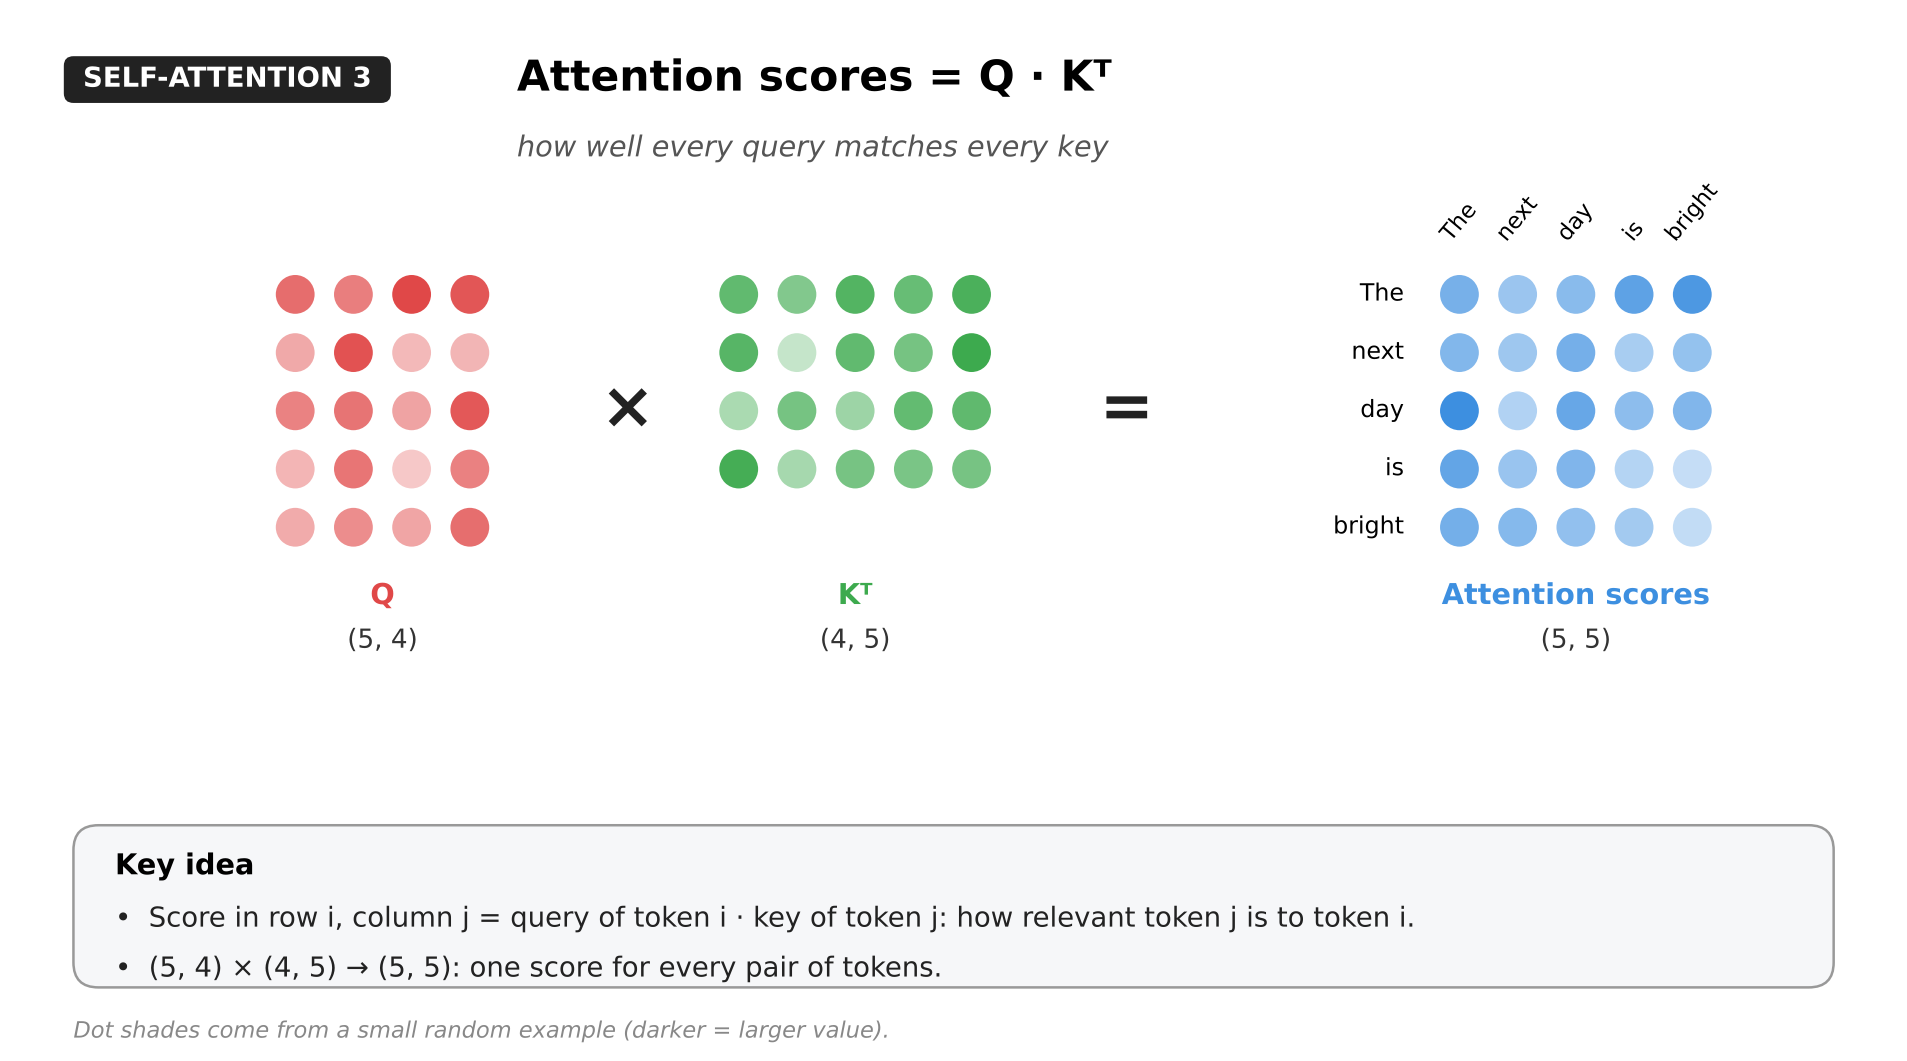 SELF-ATTENTION 3
Attention scores = Q · Kᵀ
how well every query matches every key
The next day is bright
The
next
day
is
bright
×
=
Q
Kᵀ
Attention scores
(5, 4)
(4, 5)
(5, 5)
Key idea
• Score in row i, column j = query of token i · key of token j: how relevant token j is to token i.
• (5, 4) × (4, 5) → (5, 5): one score for every pair of tokens.
Dot shades come from a small random example (darker = larger value).